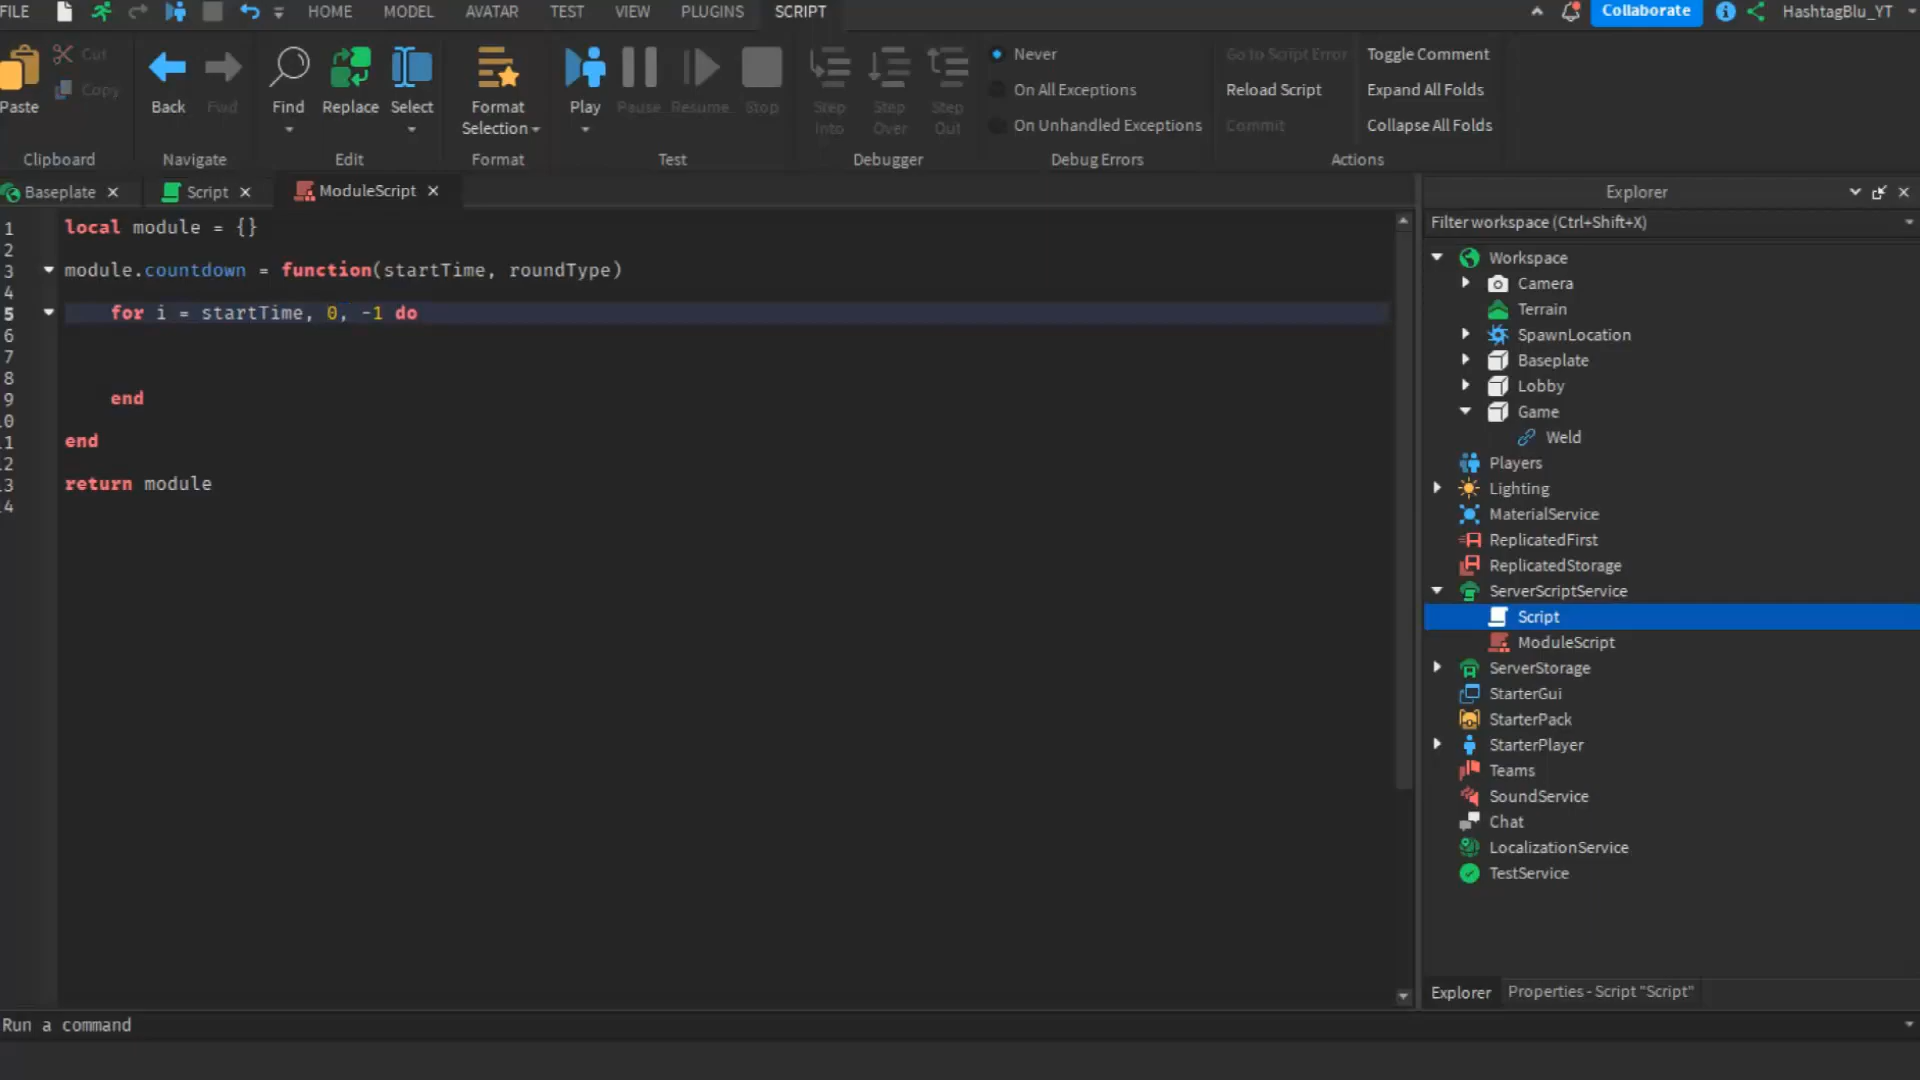 FILE HOME MODEL AVATAR TEST VIEW PLUGINS SCRIPT Collaborate HashtagBlu_YT
Cut
Copy
Paste
Clipboard
Back Fwd
Navigate
Find Replace Select
Edit
Format
Selection
Format
Play Pause Resume Stop
Test
Step
Into
Step
Over
Step
Out
Debugger
Never
On All Exceptions
On Unhandled Exceptions
Debug Errors
Go to Script Error
Reload Script
Commit
Toggle Comment
Expand All Folds
Collapse All Folds
Actions
Baseplate Script ModuleScript
1 local module = {}
2
3 module.countdown = function(startTime, roundType)
4
5 for i = startTime, 0, -1 do
6
7
8
9 end
0
1 end
2
3 return module
4
Explorer
Filter workspace (Ctrl+Shift+X)
Workspace
Camera
Terrain
SpawnLocation
Baseplate
Lobby
Game
Weld
Players
Lighting
MaterialService
ReplicatedFirst
ReplicatedStorage
ServerScriptService
Script
ModuleScript
ServerStorage
StarterGui
StarterPack
StarterPlayer
Teams
SoundService
Chat
LocalizationService
TestService
Explorer Properties - Script "Script"
Run a command